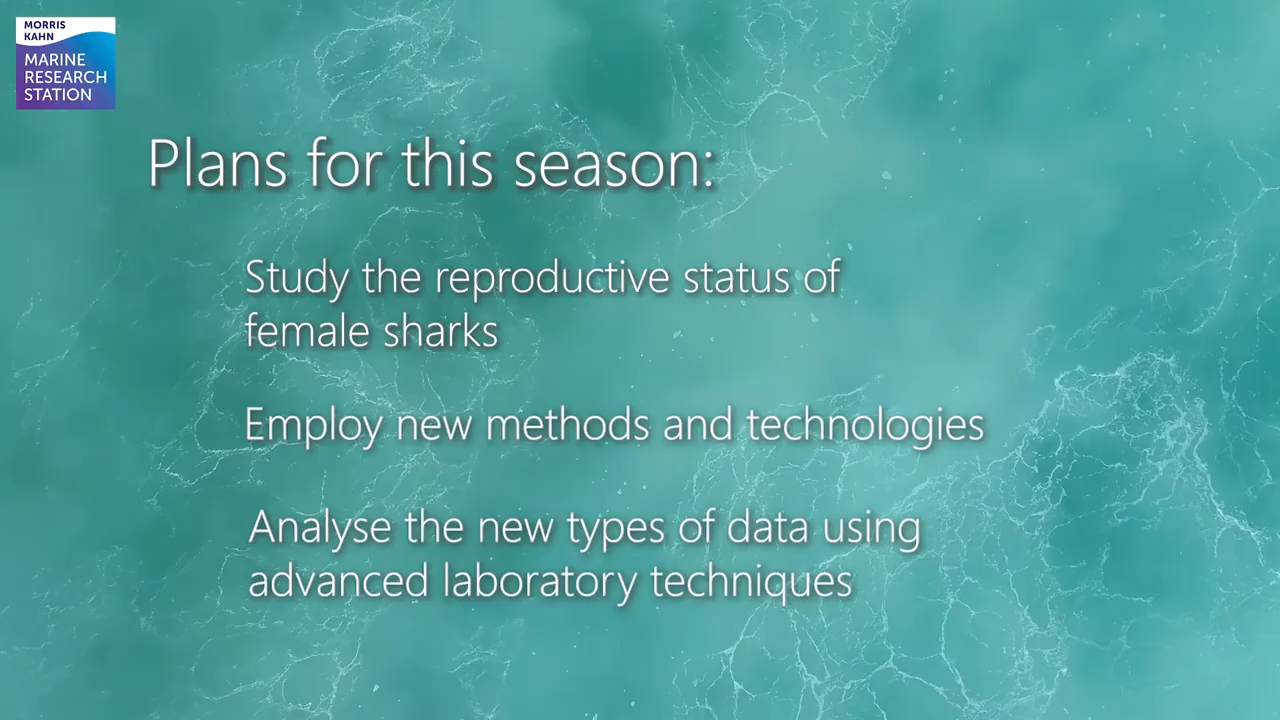 MORRIS
KAHN
MARINE
RESEARCH
STATION
Plans for this season:
Study the reproductive status of
female sharks
Employ new methods and technologies
Analyse the new types of data using
advanced laboratory techniques